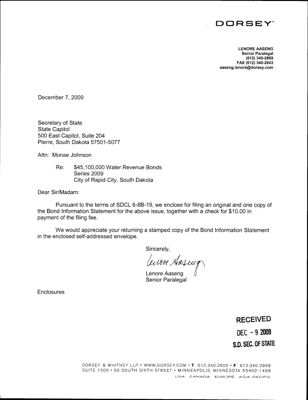 DORSEY
LENORE AASENG
Senior Paralegal
(612) 340-2869
FAX (612) 340-2643
aaseng.lenore@dorsey.com
December 7, 2009
Secretary of State
State Capitol
500 East Capitol, Suite 204
Pierre, South Dakota 57501-5077
Attn: Monae Johnson
Re: $45,100,000 Water Revenue Bonds
Series 2009
City of Rapid City, South Dakota
Dear Sir/Madam:
Pursuant to the terms of SDCL 6-8B-19, we enclose for filing an original and one copy of
the Bond Information Statement for the above issue, together with a check for $10.00 in
payment of the filing fee.
We would appreciate your returning a stamped copy of the Bond Information Statement
in the enclosed self-addressed envelope.
Sincerely,
Lenore Aaseng
Lenore Aaseng
Senior Paralegal
Enclosures
RECEIVED
DEC - 9 2009
S.D. SEC. OF STATE
DORSEY & WHITNEY LLP • WWW.DORSEY.COM • T 612.340.2600 • F 612.340.2868
SUITE 1500 • 50 SOUTH SIXTH STREET • MINNEAPOLIS, MINNESOTA 55402-1498
USA CANADA EUROPE ASIA-PACIFIC